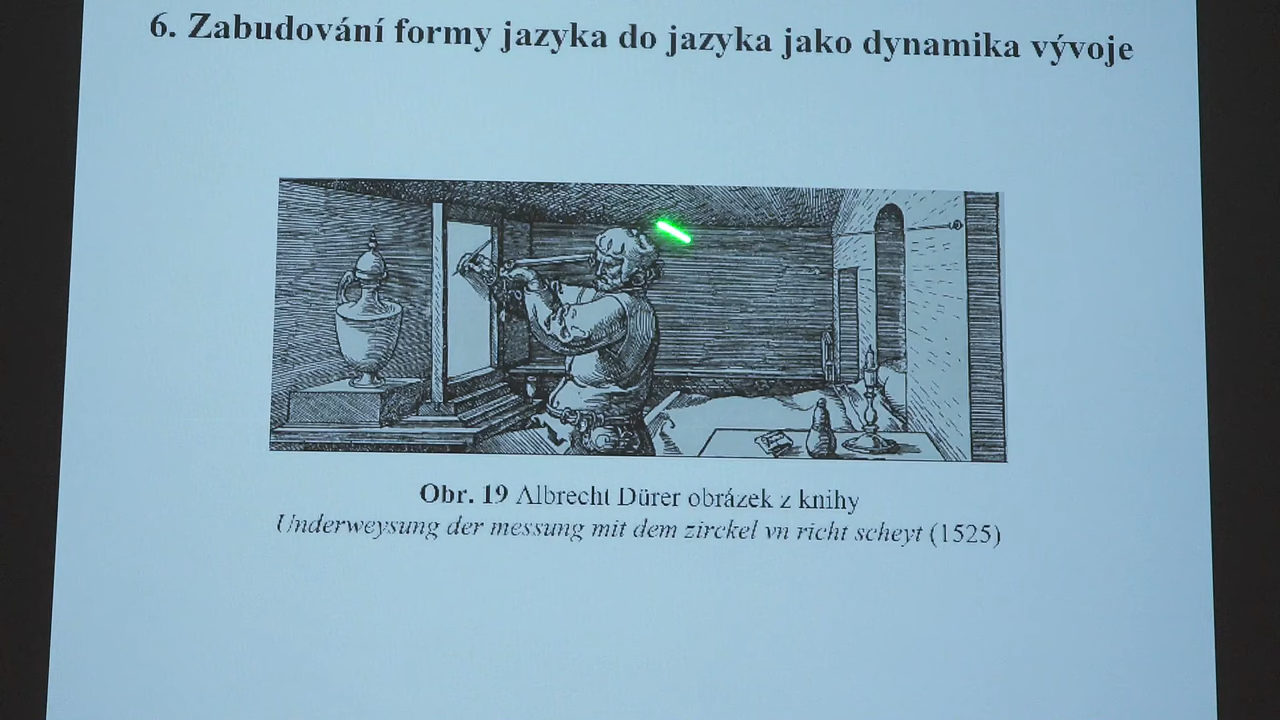 6. Zabudování formy jazyka do jazyka jako dynamika vývoje
Obr. 19 Albrecht Dürer obrázek z knihy
Underweysung der messung mit dem zirckel vn richt scheyt (1525)